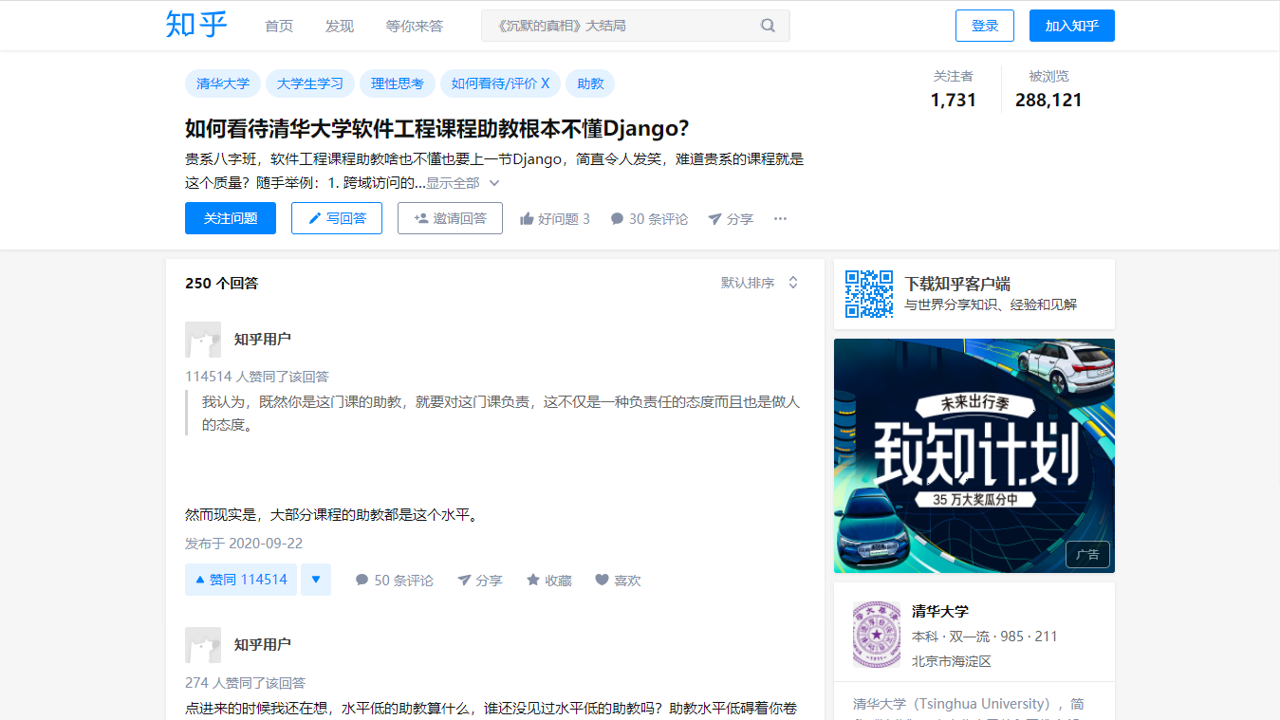 知乎
首页
发现
等你来答
《沉默的真相》大结局
登录
加入知乎
清华大学
大学生学习
理性思考
如何看待/评价 X
助教
关注者
1,731
被浏览
288,121
如何看待清华大学软件工程课程助教根本不懂Django？
贵系八字班，软件工程课程助教啥也不懂也要上一节Django，简直令人发笑，难道贵系的课程就是
这个质量？随手举例：1. 跨域访问的...显示全部
关注问题
写回答
邀请回答
好问题 3
30 条评论
分享
250 个回答
默认排序
知乎用户
114514 人赞同了该回答
我认为，既然你是这门课的助教，就要对这门课负责，这不仅是一种负责任的态度而且也是做人
的态度。
然而现实是，大部分课程的助教都是这个水平。
发布于 2020-09-22
赞同 114514
50 条评论
分享
收藏
喜欢
知乎用户
274 人赞同了该回答
点进来的时候我还在想，水平低的助教算什么，谁还没见过水平低的助教吗？助教水平低碍着你卷
下载知乎客户端
与世界分享知识、经验和见解
未来出行季
致知计划
35 万大奖瓜分中
广告
清华大学
本科 · 双一流 · 985 · 211
北京市海淀区
清华大学（Tsinghua University），简